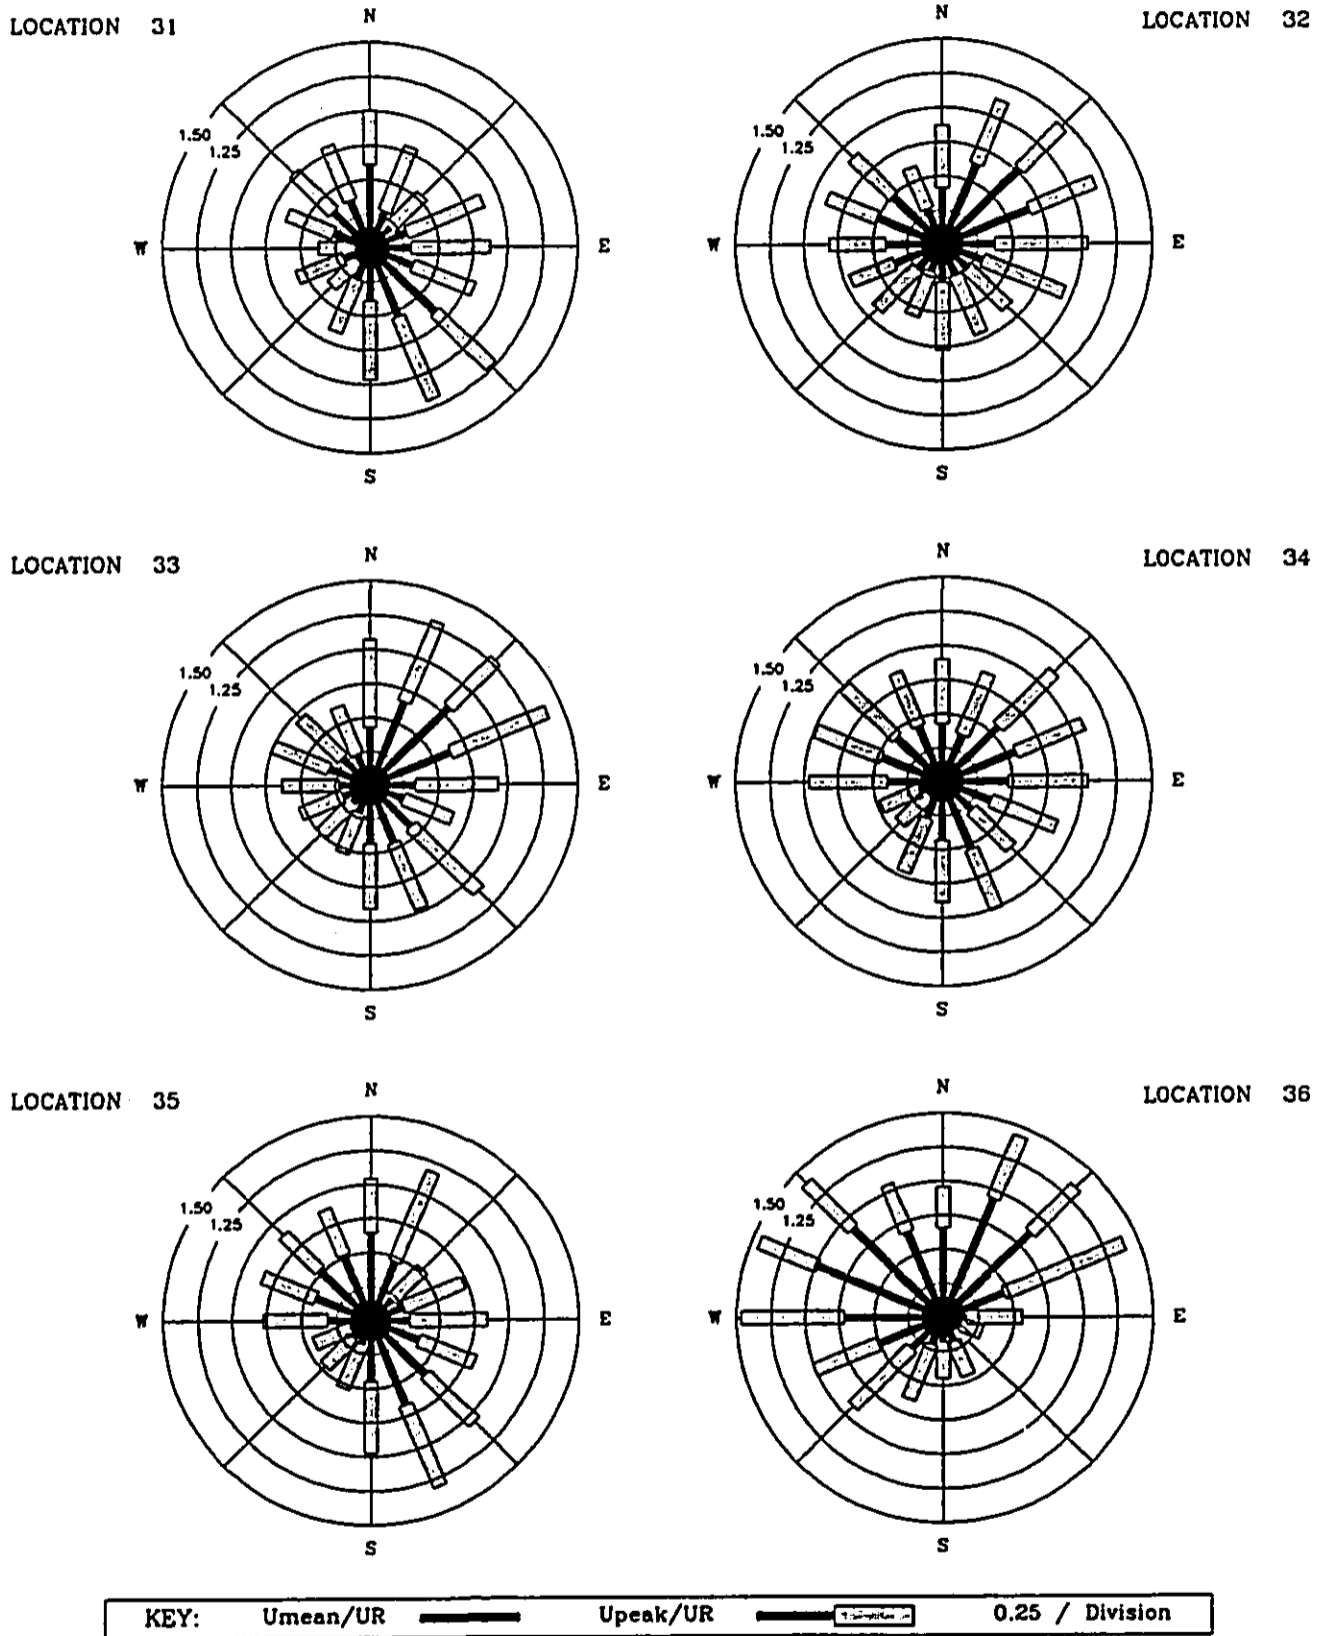 LOCATION 31
N
1.50
1.25
W
E
S
LOCATION 32
N
1.50
1.25
W
E
S
LOCATION 33
N
1.50
1.25
W
E
S
LOCATION 34
N
1.50
1.25
W
E
S
LOCATION 35
N
1.50
1.25
W
E
S
LOCATION 36
N
1.50
1.25
W
E
S
KEY: Umean/UR Upeak/UR 0.25 / Division